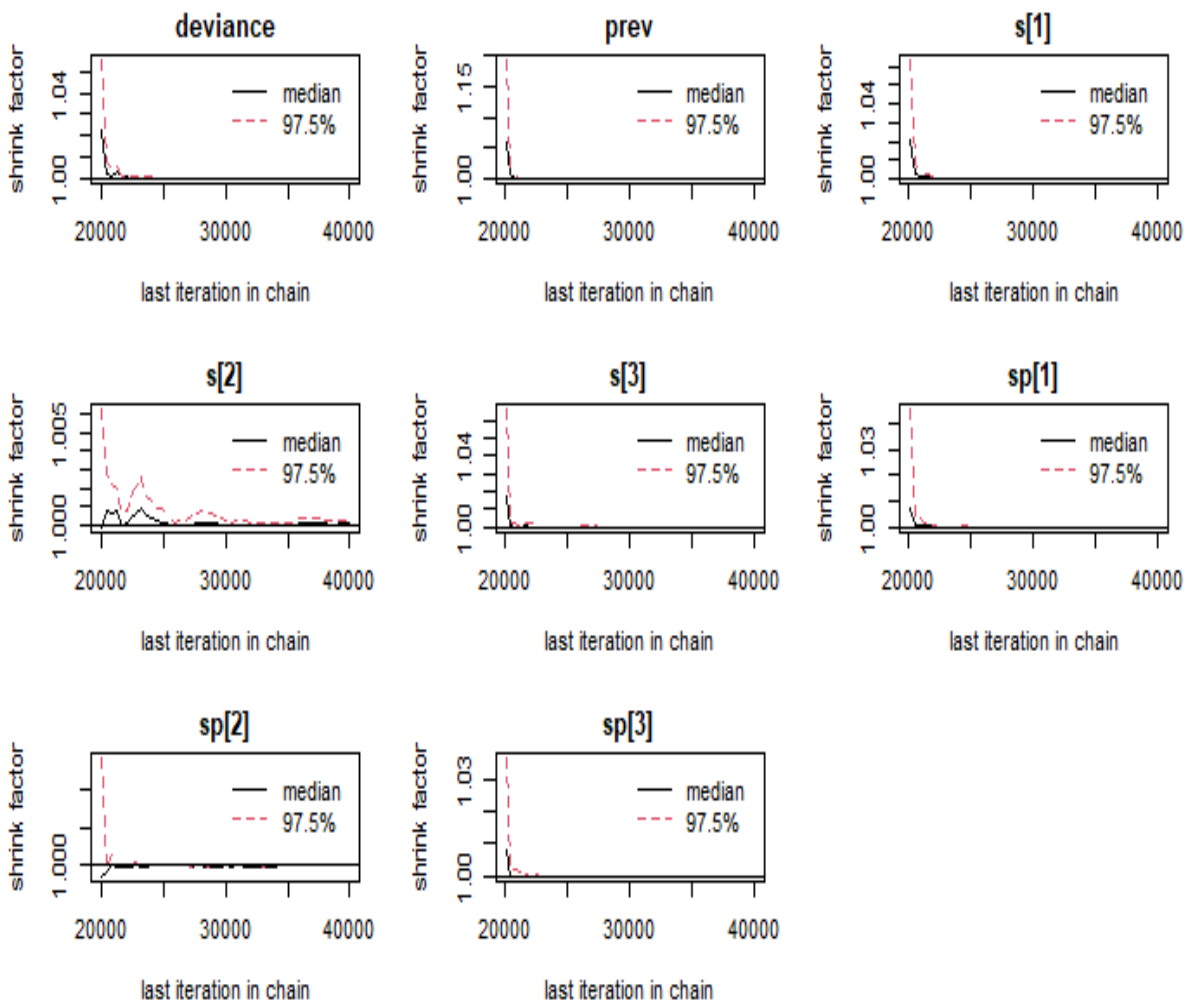 deviance
shrink factor
1.00 1.04
median
97.5%
20000 30000 40000
last iteration in chain
prev
shrink factor
1.00 1.15
median
97.5%
20000 30000 40000
last iteration in chain
s[1]
shrink factor
1.00 1.04
median
97.5%
20000 30000 40000
last iteration in chain
s[2]
shrink factor
1.000 1.005
median
97.5%
20000 30000 40000
last iteration in chain
s[3]
shrink factor
1.00 1.04
median
97.5%
20000 30000 40000
last iteration in chain
sp[1]
shrink factor
1.00 1.03
median
97.5%
20000 30000 40000
last iteration in chain
sp[2]
shrink factor
1.000
median
97.5%
20000 30000 40000
last iteration in chain
sp[3]
shrink factor
1.00 1.03
median
97.5%
20000 30000 40000
last iteration in chain